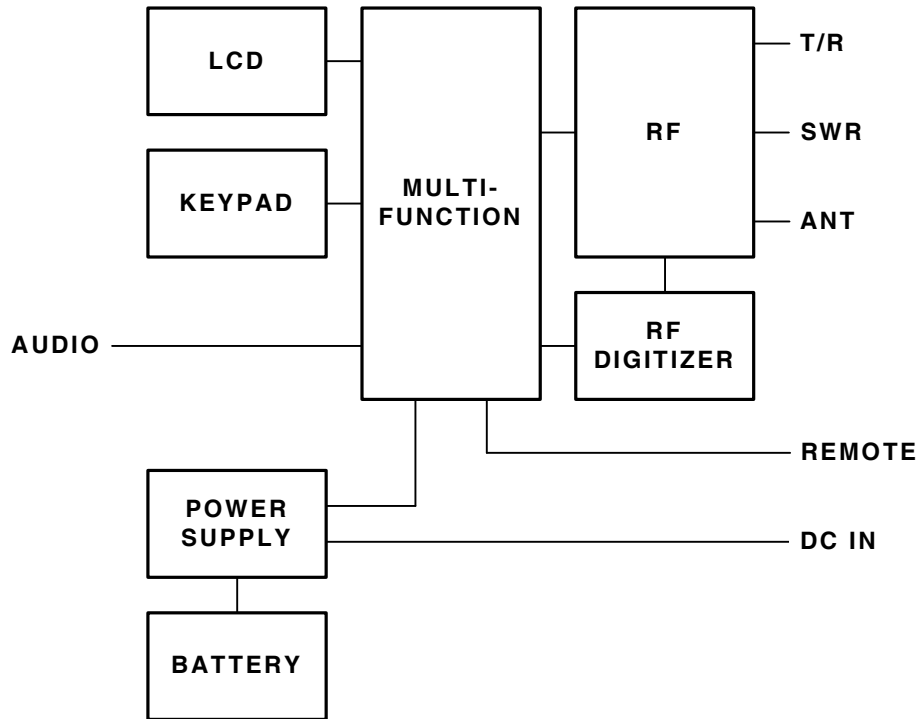 LCD
T/R
RF
SWR
MULTI-
FUNCTION
KEYPAD
ANT
AUDIO
RF
DIGITIZER
REMOTE
POWER
SUPPLY
DC IN
BATTERY